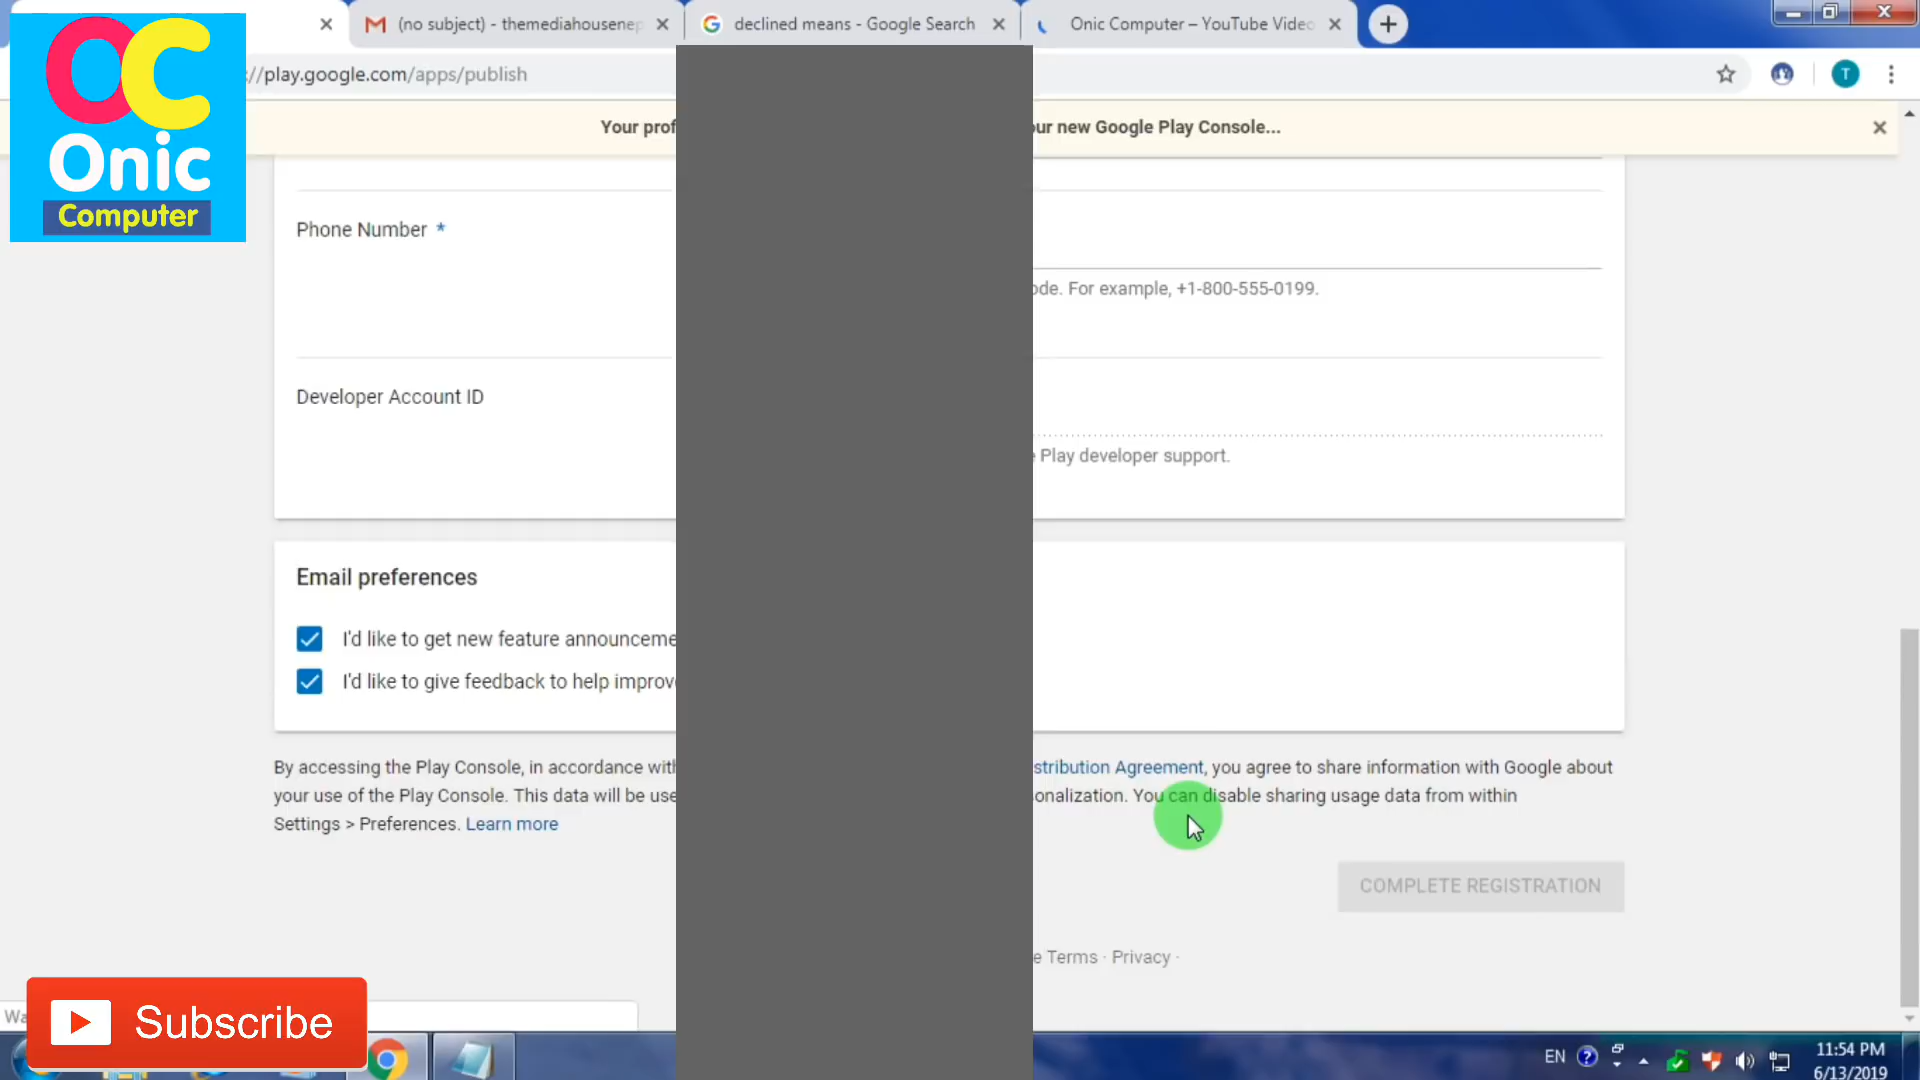 (no subject) - themediahousenep
declined means - Google Search
Onic Computer – YouTube Video
://play.google.com/apps/publish
T
OC
Onic
Computer
Your prof
our new Google Play Console...
Phone Number *
ode. For example, +1-800-555-0199.
Developer Account ID
Play developer support.
Email preferences
I'd like to get new feature announceme
I'd like to give feedback to help improve
By accessing the Play Console, in accordance with
stribution Agreement, you agree to share information with Google about
your use of the Play Console. This data will be use
onalization. You can disable sharing usage data from within
Settings > Preferences. Learn more
COMPLETE REGISTRATION
e Terms · Privacy ·
Wa
Subscribe
EN
11:54 PM
6/13/2019